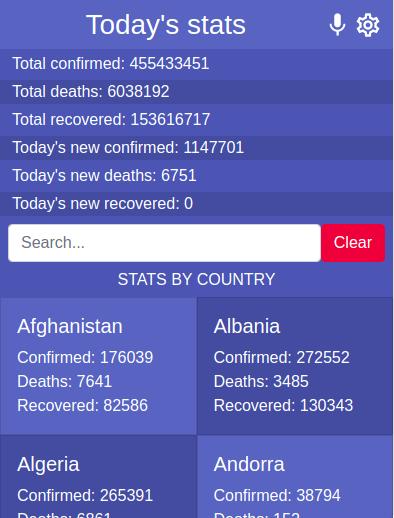 Today's stats
Total confirmed: 455433451
Total deaths: 6038192
Total recovered: 153616717
Today's new confirmed: 1147701
Today's new deaths: 6751
Today's new recovered: 0
Search...
Clear
STATS BY COUNTRY
Afghanistan
Confirmed: 176039
Deaths: 7641
Recovered: 82586
Albania
Confirmed: 272552
Deaths: 3485
Recovered: 130343
Algeria
Confirmed: 265391
Deaths: 6861
Andorra
Confirmed: 38794
Deaths: 153